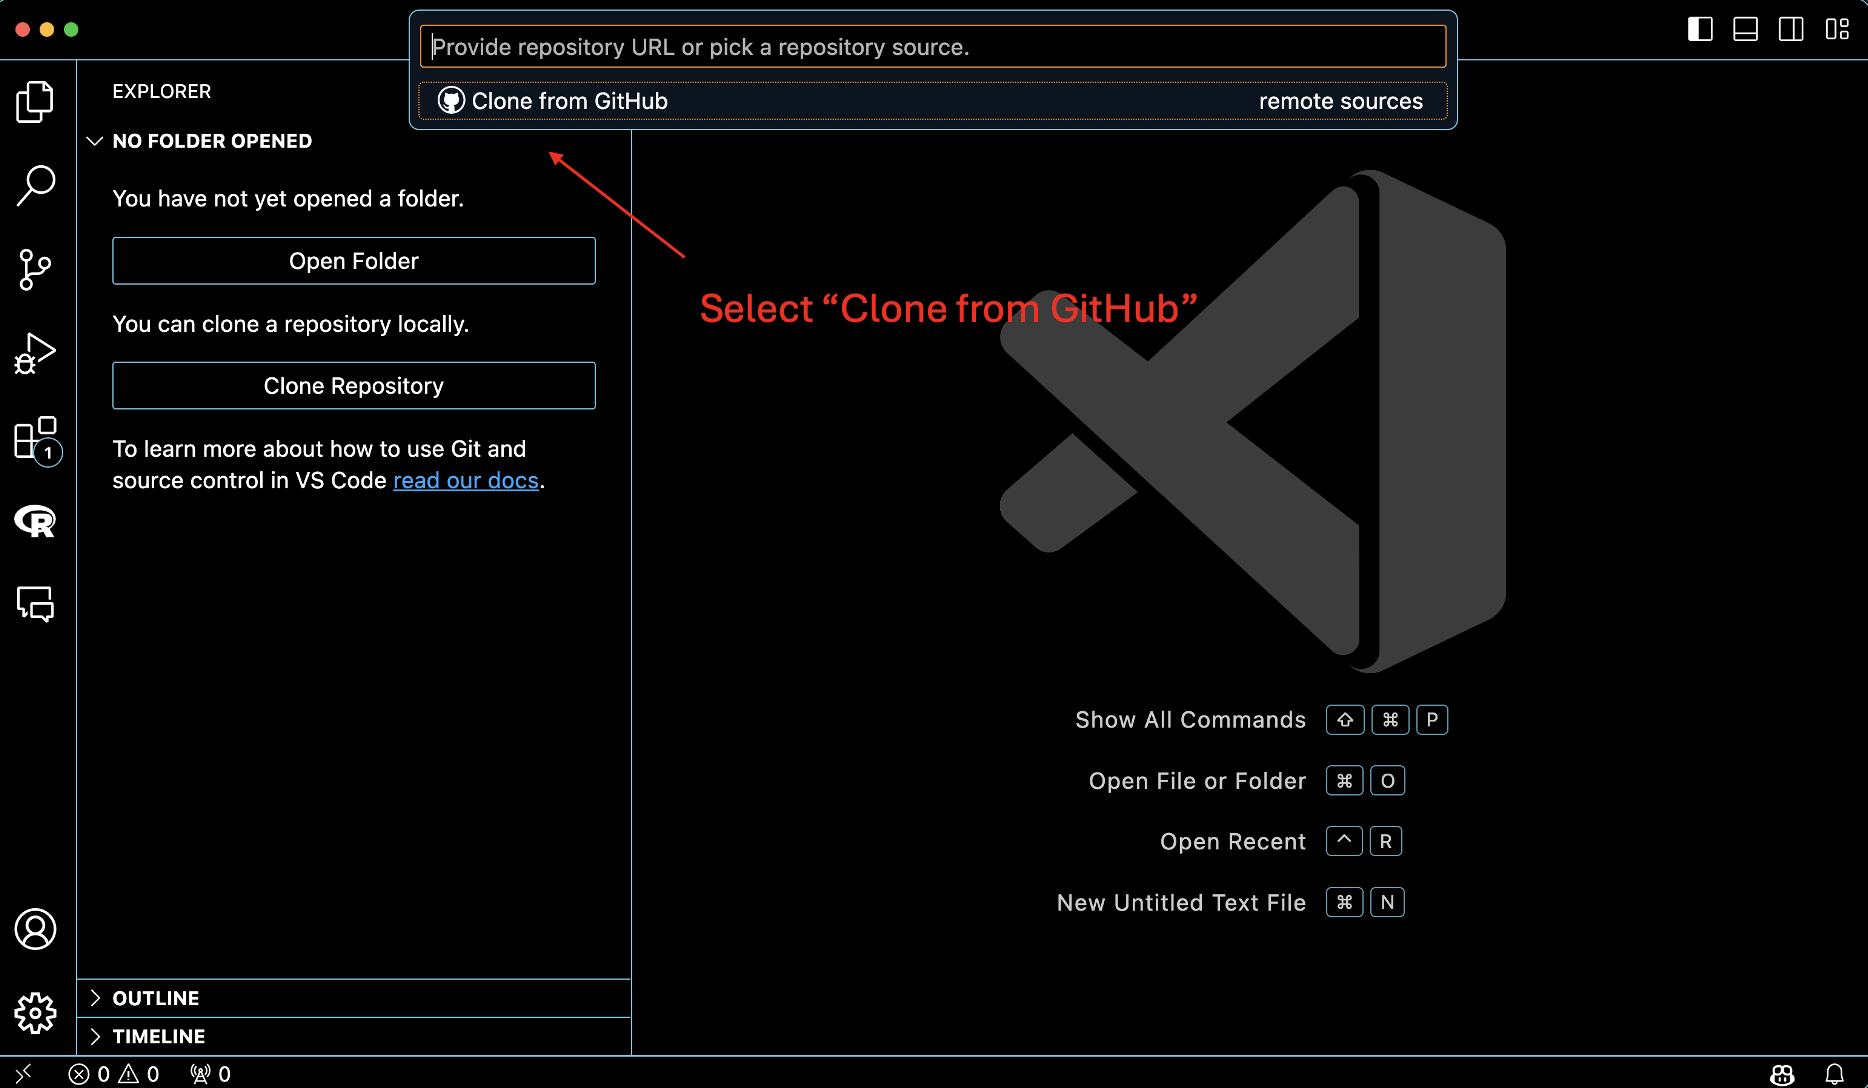 Provide repository URL or pick a repository source.
Clone from GitHub remote sources
EXPLORER
NO FOLDER OPENED
You have not yet opened a folder.
Open Folder
You can clone a repository locally.
Clone Repository
To learn more about how to use Git and
source control in VS Code read our docs.
1
R
Select “Clone from GitHub”
Show All Commands ⇧ ⌘ P
Open File or Folder ⌘ O
Open Recent ^ R
New Untitled Text File ⌘ N
OUTLINE
TIMELINE
0 0 0